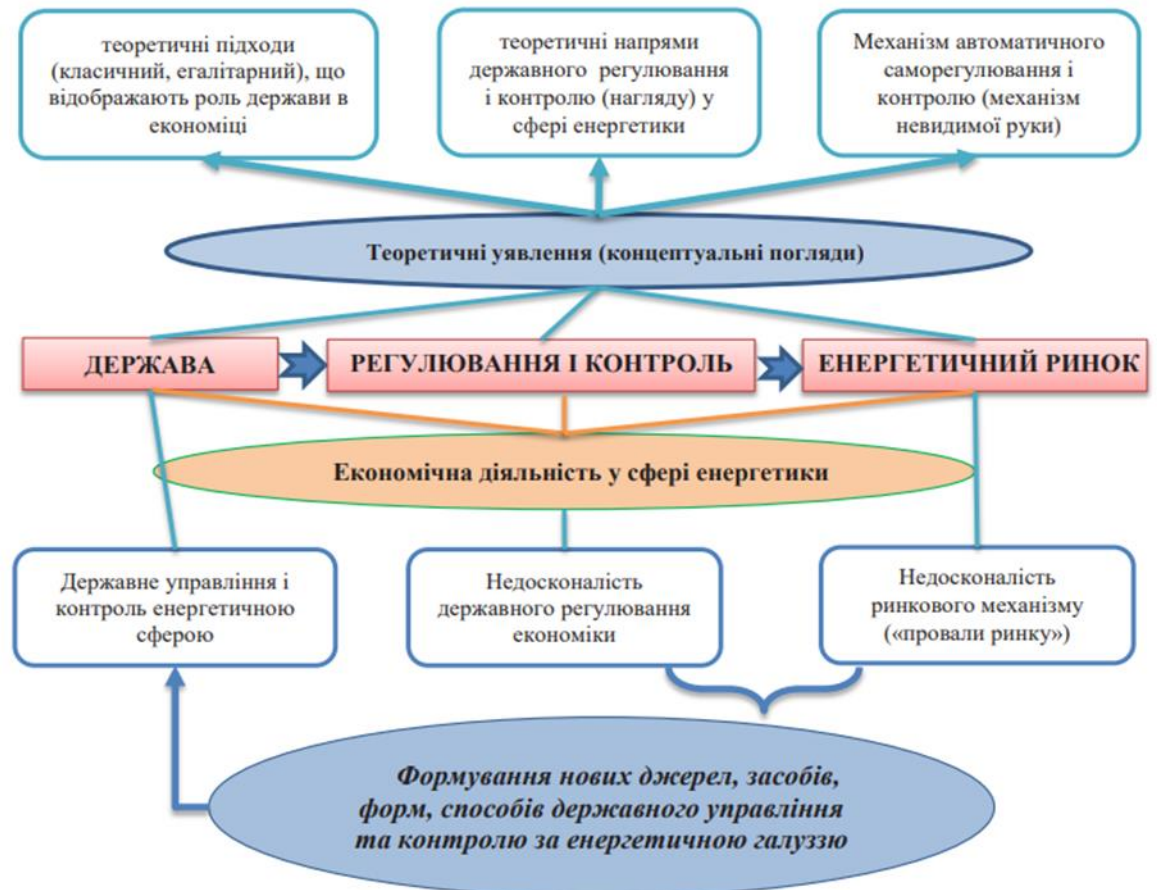 теоретичні підходи
(класичний, егалітарний), що
відображають роль держави в
економіці
теоретичні напрями
державного регулювання
і контролю (нагляду) у
сфері енергетики
Механізм автоматичного
саморегулювання і
контролю (механізм
невидимої руки)
Теоретичні уявлення (концептуальні погляди)
ДЕРЖАВА
РЕГУЛЮВАННЯ І КОНТРОЛЬ
ЕНЕРГЕТИЧНИЙ РИНОК
Економічна діяльність у сфері енергетики
Державне управління і
контроль енергетичною
сферою
Недосконалість
державного регулювання
економіки
Недосконалість
ринкового механізму
(«провали ринку»)
Формування нових джерел, засобів,
форм, способів державного управління
та контролю за енергетичною галуззю